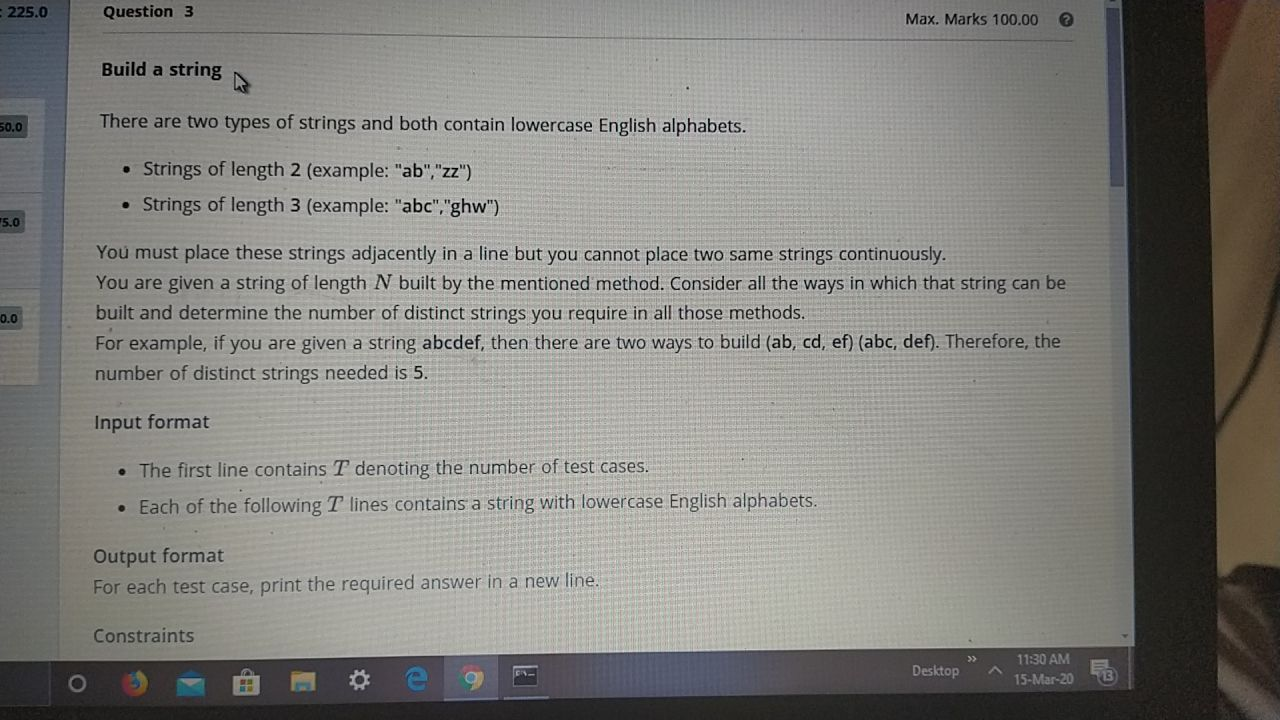 : 225.0
Question 3
Max. Marks 100.00
?
Build a string
50.0
There are two types of strings and both contain lowercase English alphabets.
• Strings of length 2 (example: "ab","zz")
• Strings of length 3 (example: "abc","ghw")
75.0
You must place these strings adjacently in a line but you cannot place two same strings continuously.
You are given a string of length N built by the mentioned method. Consider all the ways in which that string can be
built and determine the number of distinct strings you require in all those methods.
0.0
For example, if you are given a string abcdef, then there are two ways to build (ab, cd, ef) (abc, def). Therefore, the
number of distinct strings needed is 5.
Input format
• The first line contains T denoting the number of test cases.
• Each of the following T lines contains a string with lowercase English alphabets.
Output format
For each test case, print the required answer in a new line.
Constraints
Desktop
11:30 AM
15-Mar-20
13